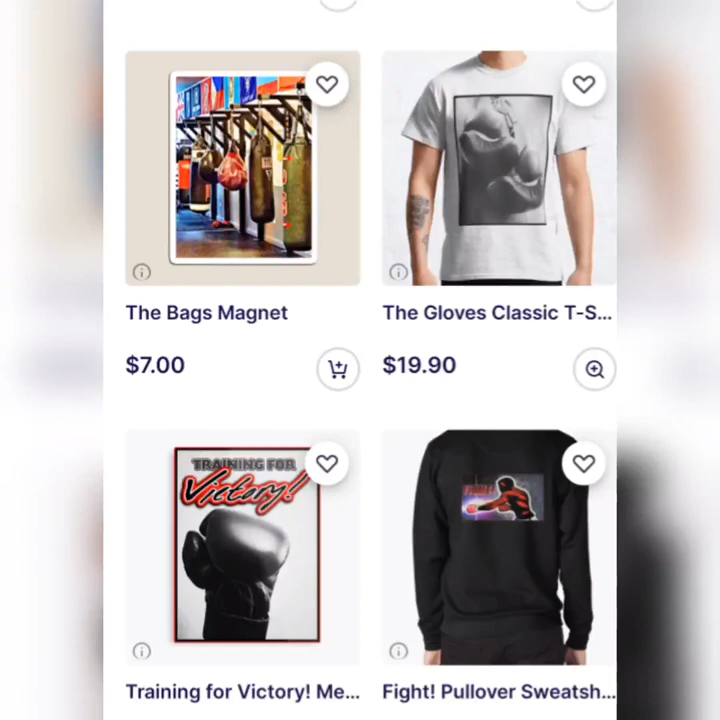 The Bags Magnet
The Gloves Classic T-S...
$7.00
$19.90
TRAINING FOR
Victory!
Training for Victory! Me...
Fight! Pullover Sweatsh...